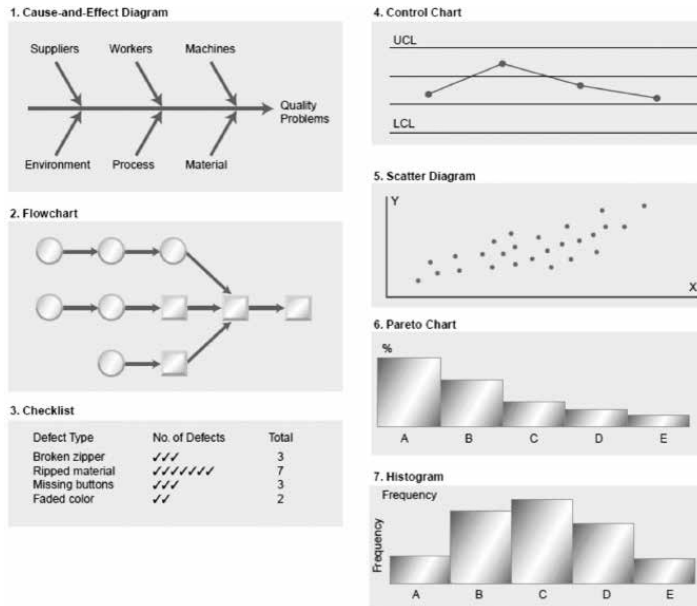 1. Cause-and-Effect Diagram
Suppliers Workers Machines
Quality
Problems
Environment Process Material
2. Flowchart
3. Checklist
Defect Type No. of Defects Total
Broken zipper ✓✓✓ 3
Ripped material ✓✓✓✓✓✓✓ 7
Missing buttons ✓✓✓ 3
Faded color ✓✓ 2
4. Control Chart
UCL
LCL
5. Scatter Diagram
Y
X
6. Pareto Chart
%
A B C D E
7. Histogram
Frequency
Frequency
A B C D E